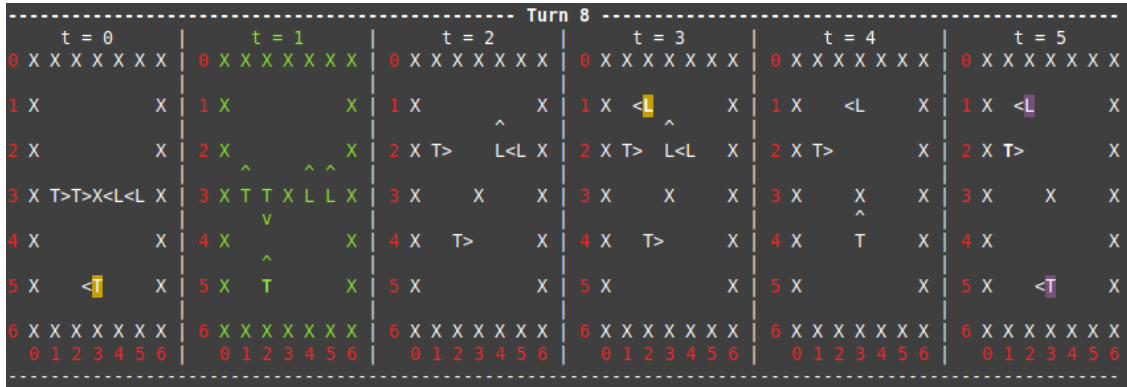 ------------------------------------------------ Turn 8 -------------------------------------------------
t = 0 | t = 1 | t = 2 | t = 3 | t = 4 | t = 5
0 X X X X X X X | 0 X X X X X X X | 0 X X X X X X X | 0 X X X X X X X | 0 X X X X X X X | 0 X X X X X X X
| | | | |
1 X           X | 1 X           X | 1 X           X | 1 X  <L       X | 1 X    <L     X | 1 X  <L       X
| | ^ | ^ | |
2 X           X | 2 X           X | 2 X T>    L<L X | 2 X T>  L<L   X | 2 X T>        X | 2 X T>        X
| ^     ^ ^ | | | |
3 X T>T>X<L<L X | 3 X T T X L L X | 3 X     X     X | 3 X     X     X | 3 X     X     X | 3 X     X     X
| v | | | ^ |
4 X           X | 4 X           X | 4 X   T>      X | 4 X   T>      X | 4 X     T     X | 4 X           X
| ^ | | | |
5 X    <T     X | 5 X   T       X | 5 X           X | 5 X           X | 5 X           X | 5 X    <T     X
| | | | |
6 X X X X X X X | 6 X X X X X X X | 6 X X X X X X X | 6 X X X X X X X | 6 X X X X X X X | 6 X X X X X X X
0 1 2 3 4 5 6 | 0 1 2 3 4 5 6 | 0 1 2 3 4 5 6 | 0 1 2 3 4 5 6 | 0 1 2 3 4 5 6 | 0 1 2 3 4 5 6
---------------------------------------------------------------------------------------------------------